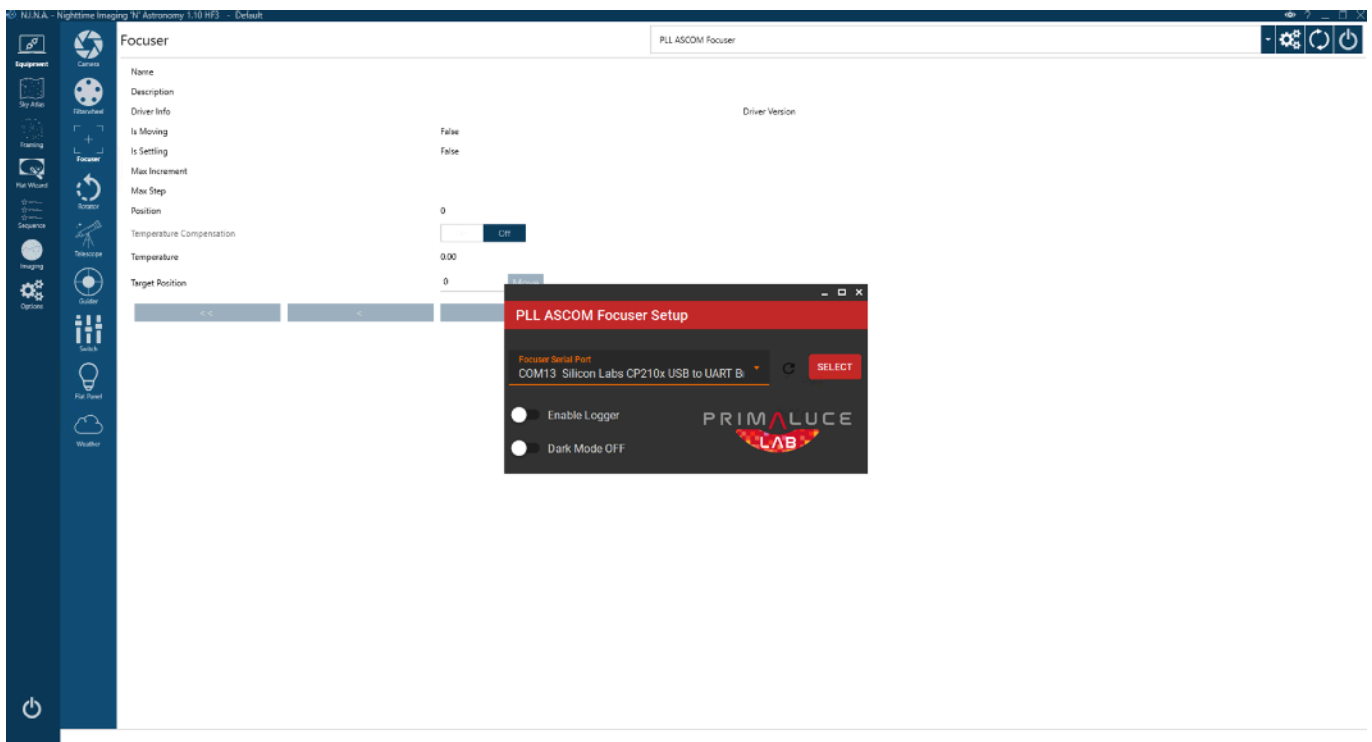 N.I.N.A. - Nighttime Imaging 'N' Astronomy 1.10 HF3 - Default
Equipment
Sky Atlas
Framing
Flat Wizard
Sequence
Imaging
Options
Camera
Filterwheel
Focuser
Rotator
Telescope
Guider
Switch
Flat Panel
Weather
Focuser
PLL ASCOM Focuser
Name
Description
Driver Info
Driver Version
Is Moving
False
Is Settling
False
Max Increment
Max Step
Position
0
Temperature Compensation
Off
Temperature
0.00
Target Position
0
Move
<<
<
PLL ASCOM Focuser Setup
Focuser Serial Port
COM13 Silicon Labs CP210x USB to UART B
SELECT
Enable Logger
Dark Mode OFF
PRIMALUCE
LAB